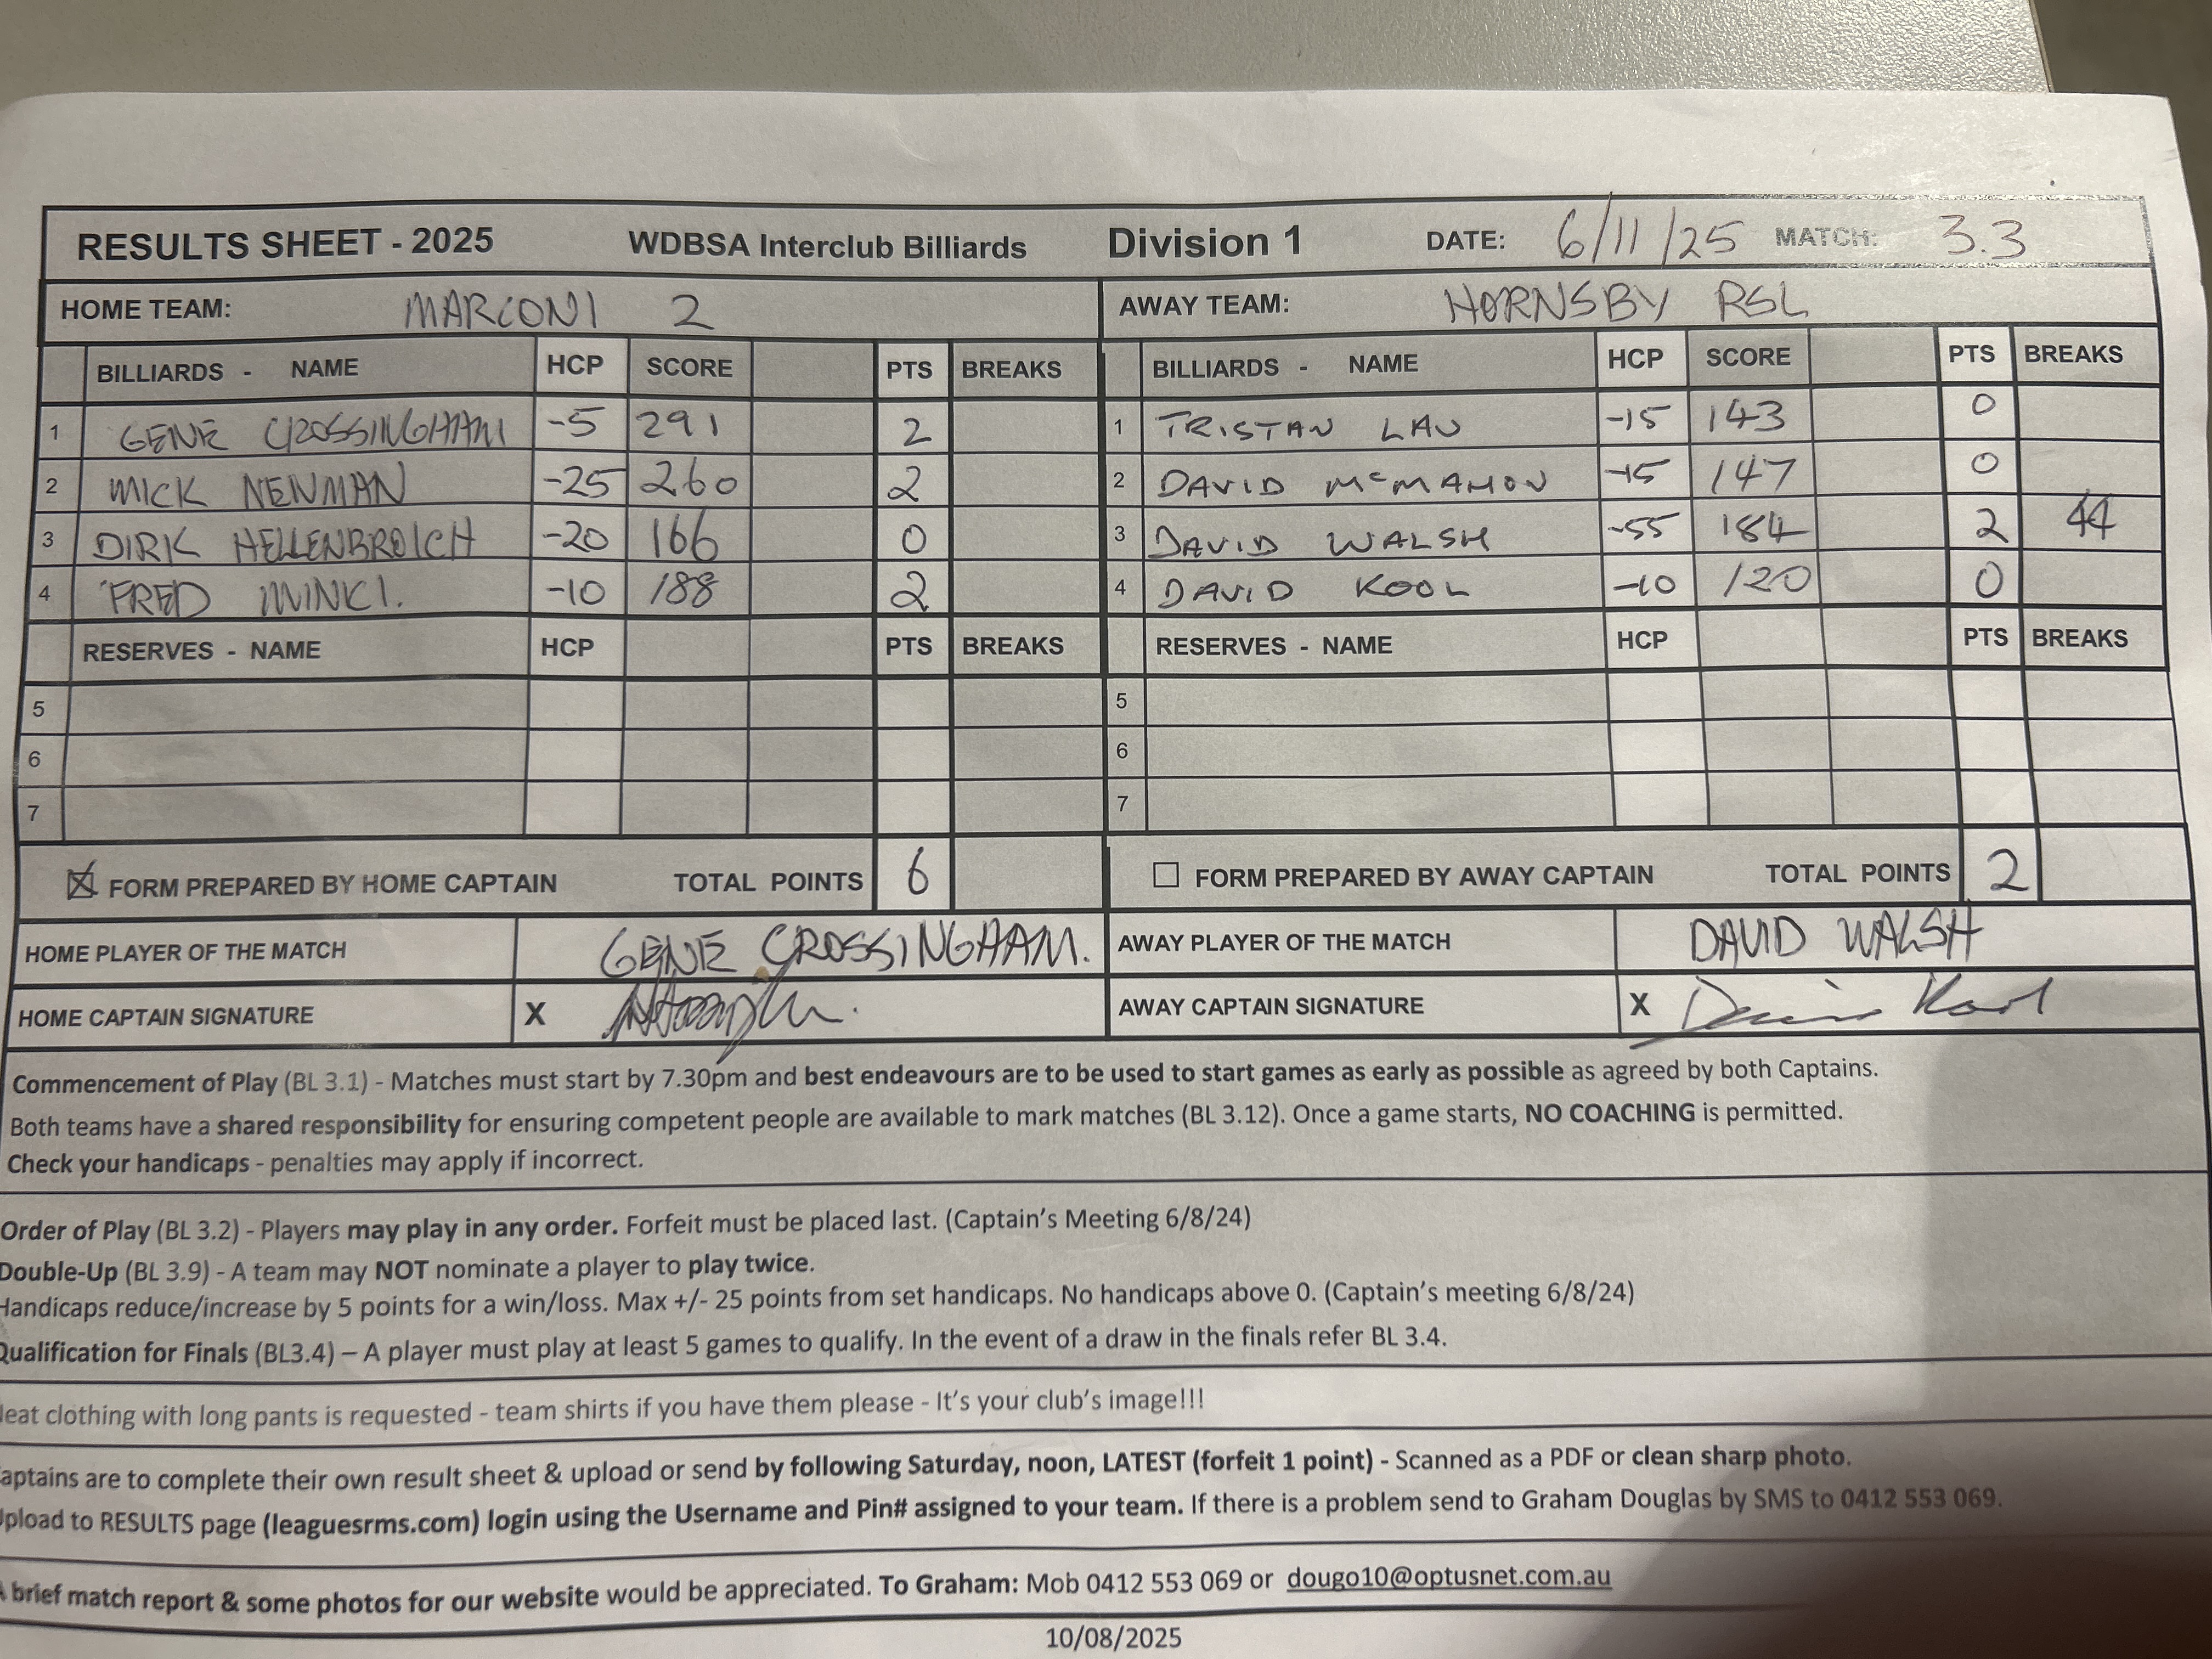 RESULTS SHEET - 2025 WDBSA Interclub Billiards Division 1 DATE: 6/11/25 MATCH: 3.3
HOME TEAM: MARCONI 2 AWAY TEAM: HORNSBY RSL
BILLIARDS - NAME HCP SCORE PTS BREAKS BILLIARDS - NAME HCP SCORE PTS BREAKS
1 GENE CROSSINGHAM -5 291 2 1 TRISTAN LAU -15 143 0
2 MICK NEWMAN -25 260 2 2 DAVID McMAHON -15 147 0
3 DIRK HELLENBROICH -20 166 0 3 DAVID WALSH -55 184 2 44
4 FRED MINKI. -10 188 2 4 DAVID KOOL -10 120 0
RESERVES - NAME HCP PTS BREAKS RESERVES - NAME HCP PTS BREAKS
5 5
6 6
7 7
☒ FORM PREPARED BY HOME CAPTAIN TOTAL POINTS 6 ☐ FORM PREPARED BY AWAY CAPTAIN TOTAL POINTS 2
HOME PLAYER OF THE MATCH GENE CROSSINGHAM. AWAY PLAYER OF THE MATCH DAVID WALSH
HOME CAPTAIN SIGNATURE X AWAY CAPTAIN SIGNATURE X
Commencement of Play (BL 3.1) - Matches must start by 7.30pm and best endeavours are to be used to start games as early as possible as agreed by both Captains.
Both teams have a shared responsibility for ensuring competent people are available to mark matches (BL 3.12). Once a game starts, NO COACHING is permitted.
Check your handicaps - penalties may apply if incorrect.
Order of Play (BL 3.2) - Players may play in any order. Forfeit must be placed last. (Captain's Meeting 6/8/24)
Double-Up (BL 3.9) - A team may NOT nominate a player to play twice.
Handicaps reduce/increase by 5 points for a win/loss. Max +/- 25 points from set handicaps. No handicaps above 0. (Captain's meeting 6/8/24)
Qualification for Finals (BL3.4) – A player must play at least 5 games to qualify. In the event of a draw in the finals refer BL 3.4.
eat clothing with long pants is requested - team shirts if you have them please - It's your club's image!!!
aptains are to complete their own result sheet & upload or send by following Saturday, noon, LATEST (forfeit 1 point) - Scanned as a PDF or clean sharp photo.
pload to RESULTS page (leaguesrms.com) login using the Username and Pin# assigned to your team. If there is a problem send to Graham Douglas by SMS to 0412 553 069.
A brief match report & some photos for our website would be appreciated. To Graham: Mob 0412 553 069 or dougo10@optusnet.com.au
10/08/2025